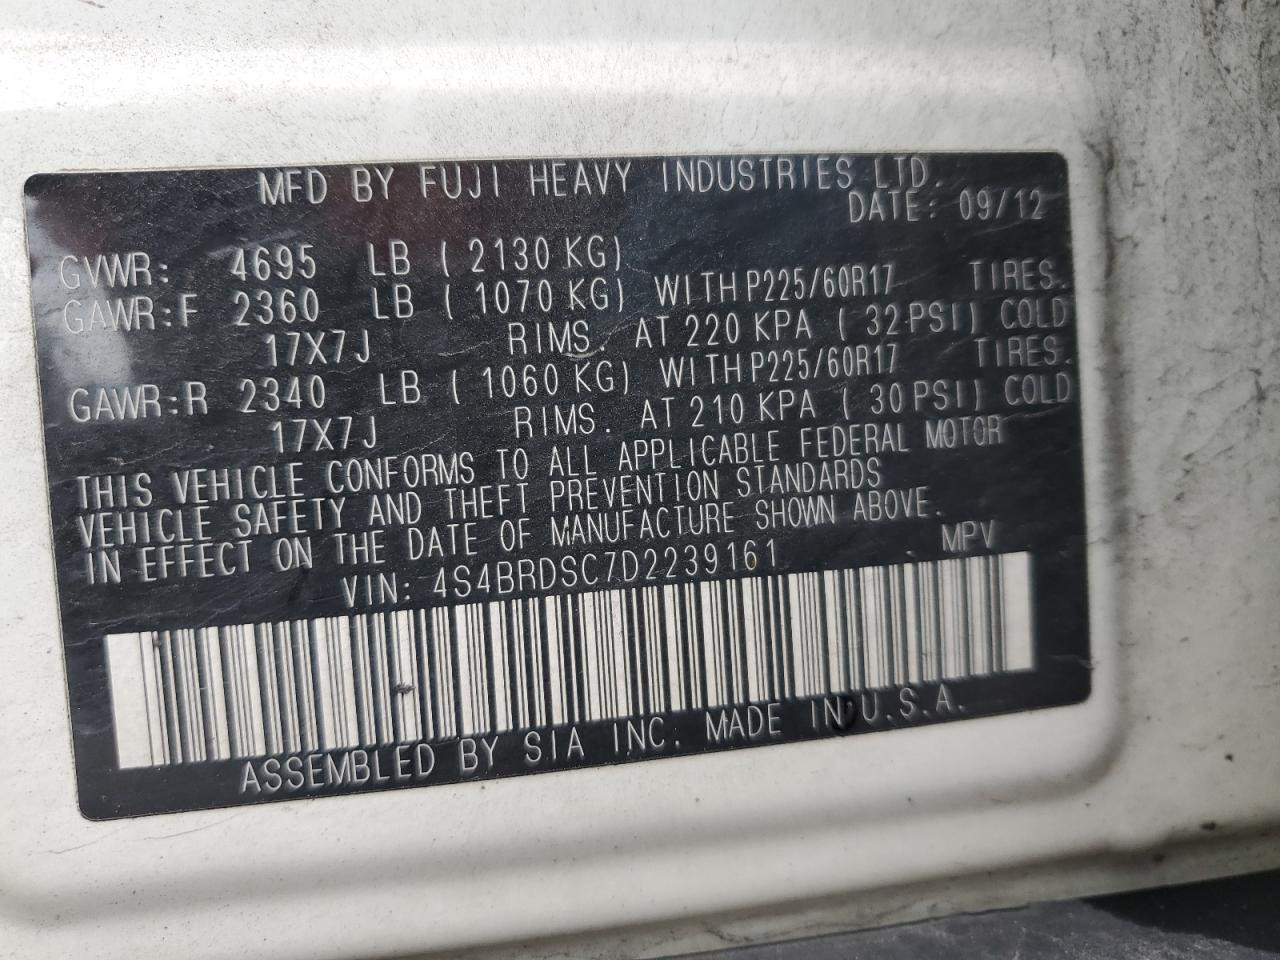 MFD BY FUJI HEAVY INDUSTRIES LTD.
DATE: 09/12
GVWR: 4695 LB ( 2130 KG)
GAWR:F 2360 LB ( 1070 KG) WITH P225/60R17 TIRES.
17X7J RIMS. AT 220 KPA ( 32 PSI) COLD
GAWR:R 2340 LB ( 1060 KG) WITH P225/60R17 TIRES.
17X7J RIMS. AT 210 KPA ( 30 PSI) COLD
THIS VEHICLE CONFORMS TO ALL APPLICABLE FEDERAL MOTOR
VEHICLE SAFETY AND THEFT PREVENTION STANDARDS
IN EFFECT ON THE DATE OF MANUFACTURE SHOWN ABOVE.
VIN: 4S4BRDSC7D2239161 MPV
ASSEMBLED BY SIA INC. MADE IN U.S.A.